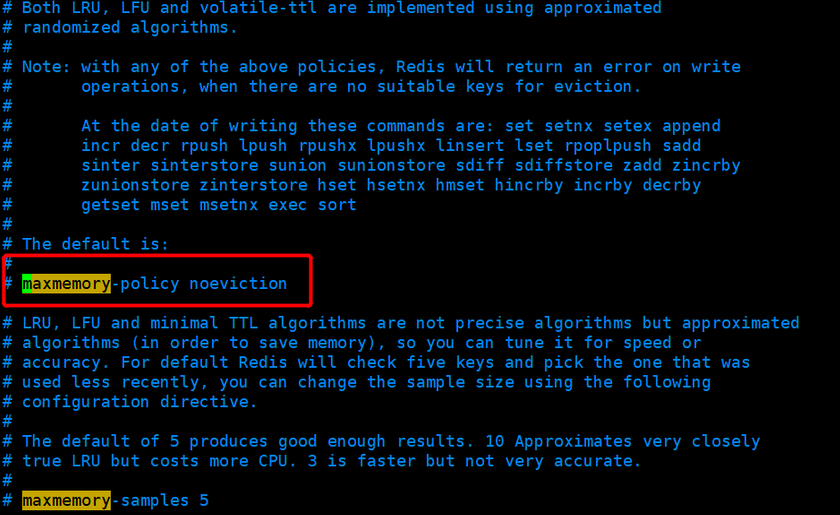 # Both LRU, LFU and volatile-ttl are implemented using approximated
# randomized algorithms.
#
# Note: with any of the above policies, Redis will return an error on write
#       operations, when there are no suitable keys for eviction.
#
#       At the date of writing these commands are: set setnx setex append
#       incr decr rpush lpush rpushx lpushx linsert lset rpoplpush sadd
#       sinter sinterstore sunion sunionstore sdiff sdiffstore zadd zincrby
#       zunionstore zinterstore hset hsetnx hmset hincrby incrby decrby
#       getset mset msetnx exec sort
#
# The default is:
#
# maxmemory-policy noeviction

# LRU, LFU and minimal TTL algorithms are not precise algorithms but approximated
# algorithms (in order to save memory), so you can tune it for speed or
# accuracy. For default Redis will check five keys and pick the one that was
# used less recently, you can change the sample size using the following
# configuration directive.
#
# The default of 5 produces good enough results. 10 Approximates very closely
# true LRU but costs more CPU. 3 is faster but not very accurate.
#
# maxmemory-samples 5